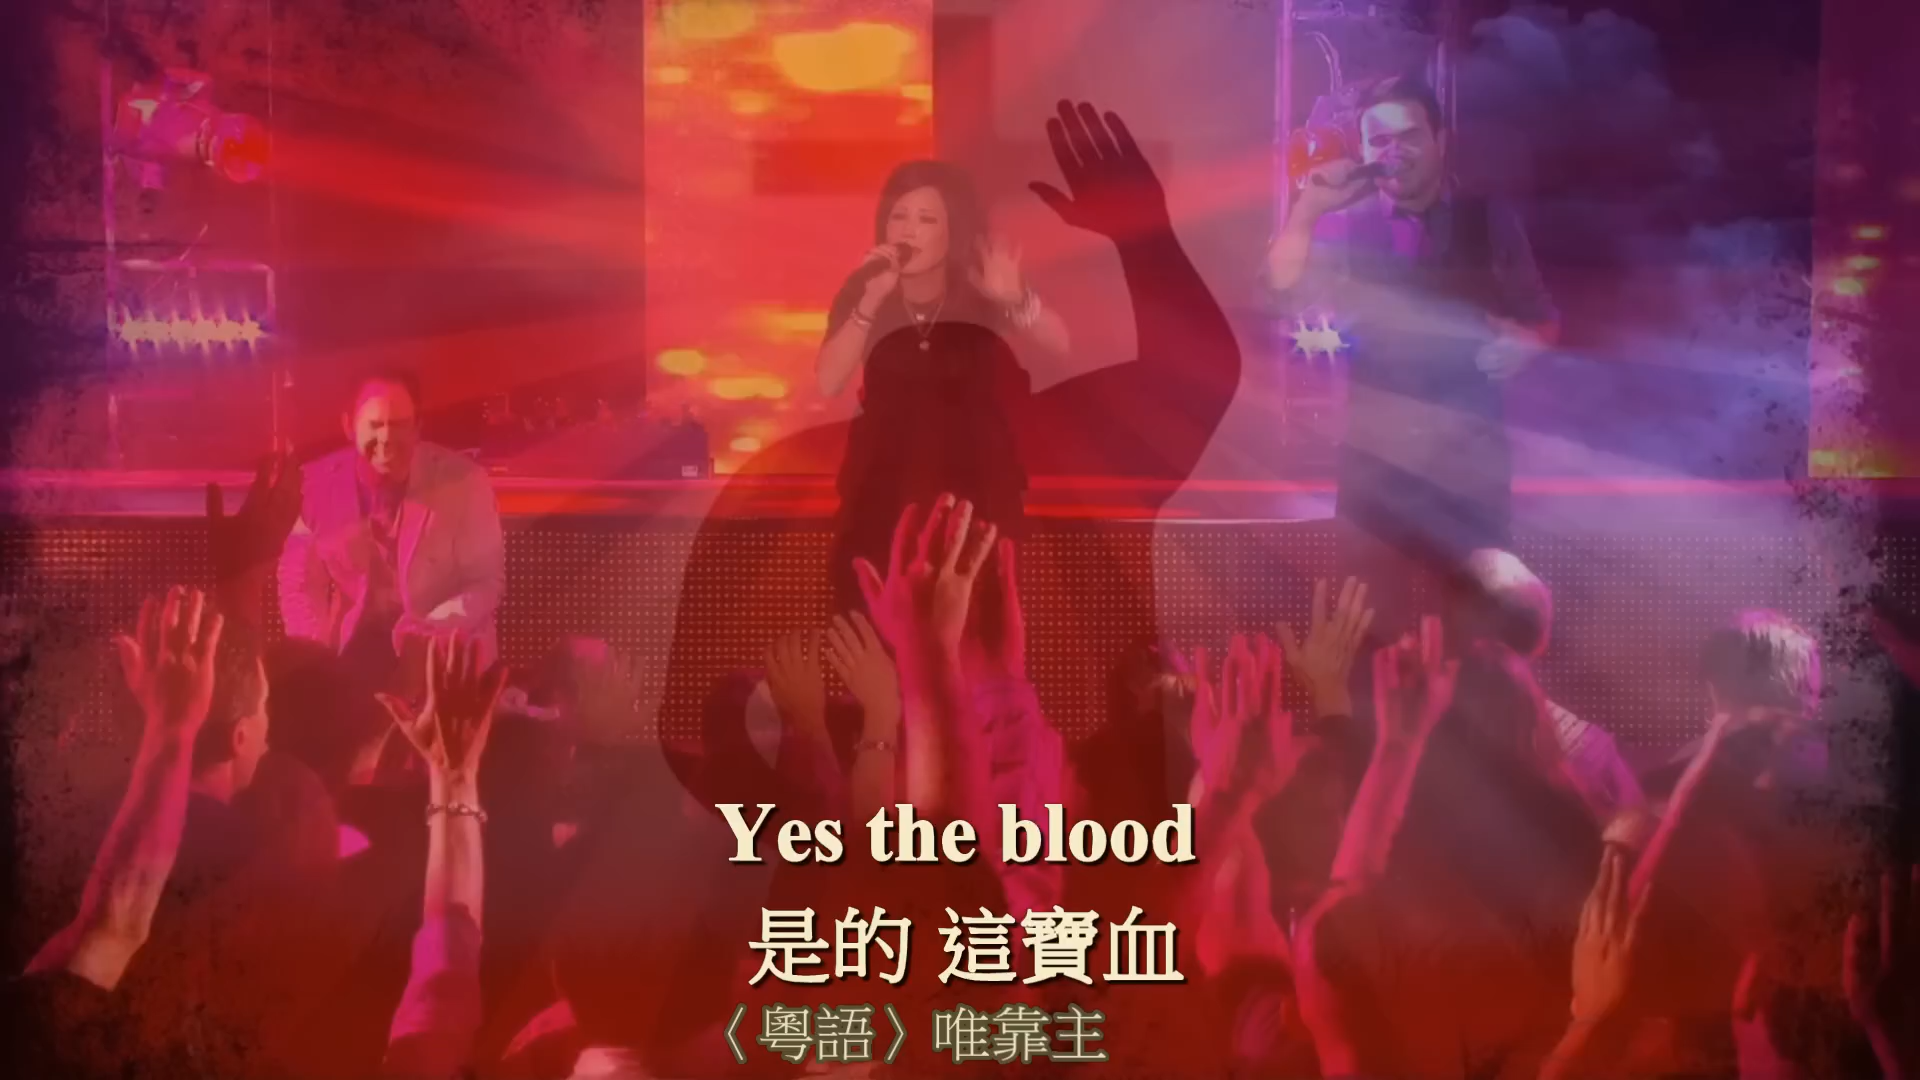 Yes the blood
是的 這寶血
〈粵語〉唯靠主